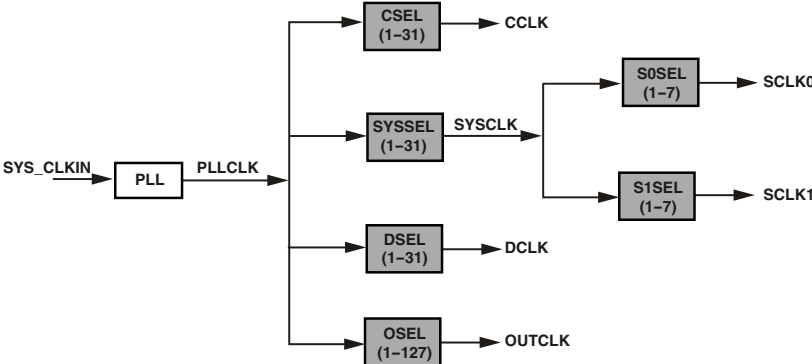 CSEL
(1–31)
CCLK
S0SEL
(1–7)
SCLK0
SYSSEL
(1–31)
SYSCLK
SYS_CLKIN
PLL
PLLCLK
S1SEL
(1–7)
SCLK1
DSEL
(1–31)
DCLK
OSEL
(1–127)
OUTCLK